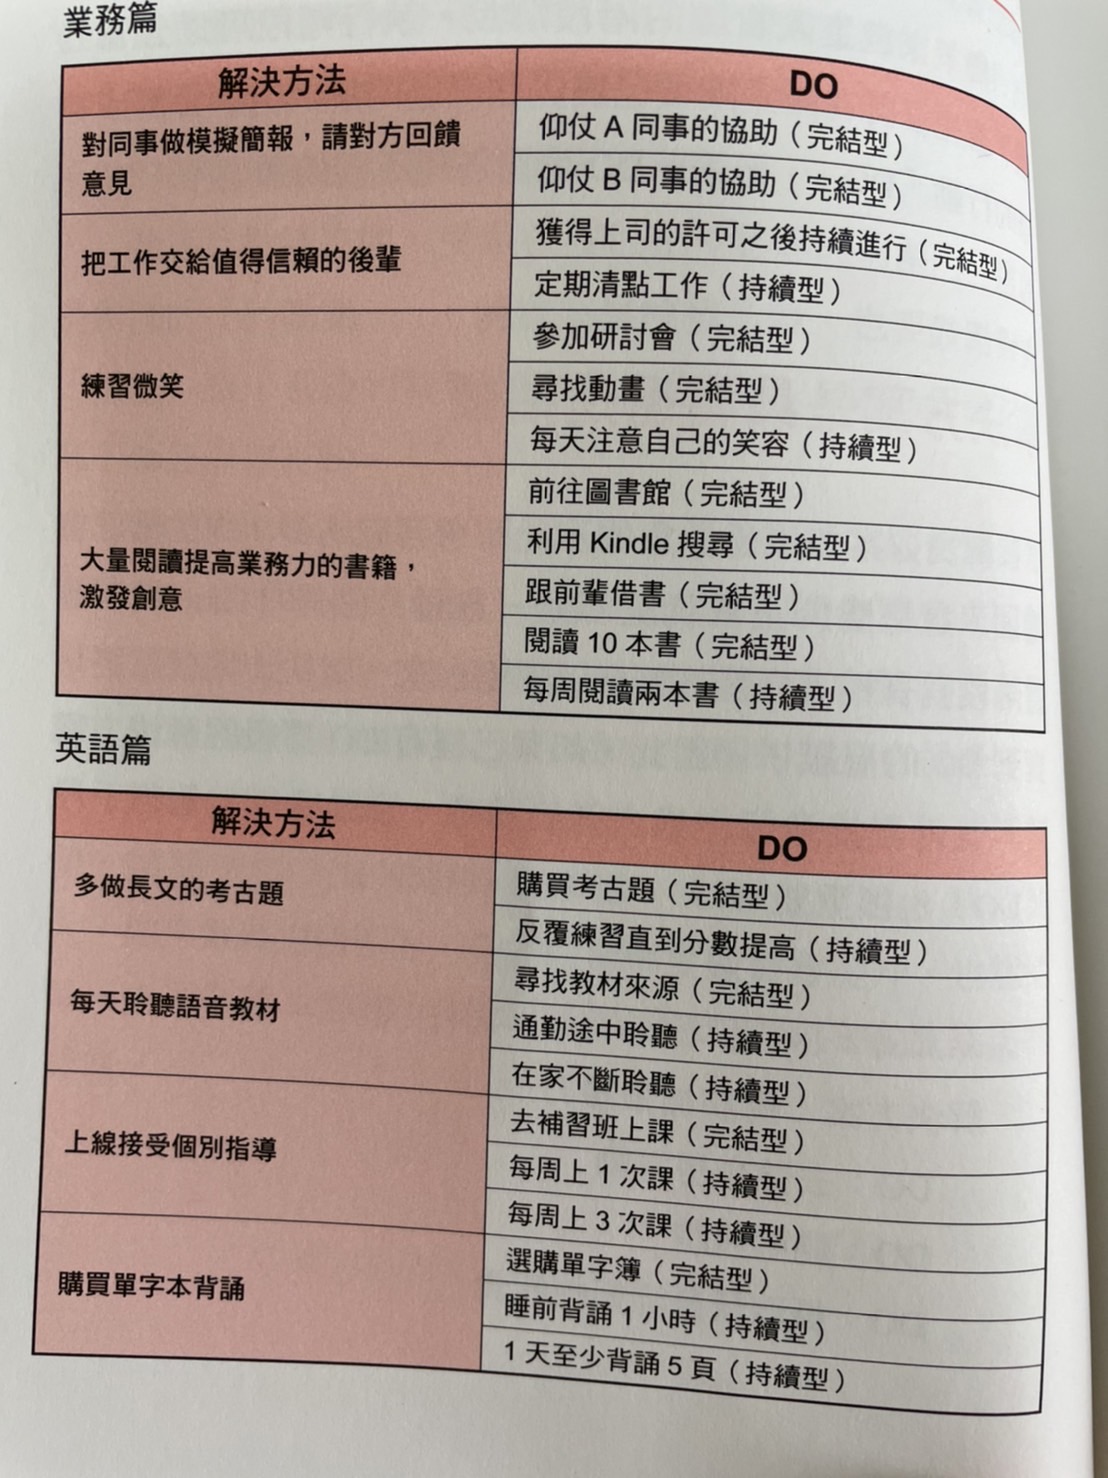 業務篇
解決方法
DO
對同事做模擬簡報，請對方回饋
意見
仰仗 A 同事的協助（完結型）
仰仗 B 同事的協助（完結型）
把工作交給值得信賴的後輩
獲得上司的許可之後持續進行（完結型）
定期清點工作（持續型）
練習微笑
參加研討會（完結型）
尋找動畫（完結型）
每天注意自己的笑容（持續型）
大量閱讀提高業務力的書籍，
激發創意
前往圖書館（完結型）
利用 Kindle 搜尋（完結型）
跟前輩借書（完結型）
閱讀 10 本書（完結型）
每周閱讀兩本書（持續型）
英語篇
解決方法
DO
多做長文的考古題
購買考古題（完結型）
反覆練習直到分數提高（持續型）
每天聆聽語音教材
尋找教材來源（完結型）
通勤途中聆聽（持續型）
在家不斷聆聽（持續型）
上線接受個別指導
去補習班上課（完結型）
每周上 1 次課（持續型）
每周上 3 次課（持續型）
購買單字本背誦
選購單字簿（完結型）
睡前背誦 1 小時（持續型）
1 天至少背誦 5 頁（持續型）